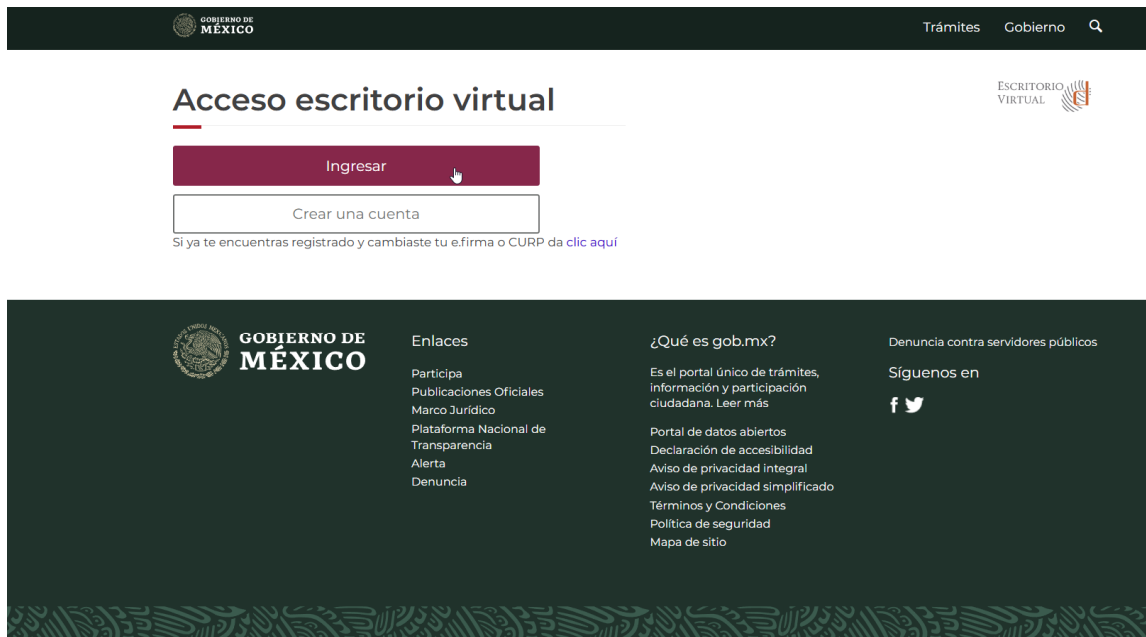 GOBIERNO DE
MÉXICO
Trámites Gobierno
Acceso escritorio virtual
ESCRITORIO
VIRTUAL
Ingresar
Crear una cuenta
Si ya te encuentras registrado y cambiaste tu e.firma o CURP da clic aquí
GOBIERNO DE
MÉXICO
Enlaces
Participa
Publicaciones Oficiales
Marco Jurídico
Plataforma Nacional de
Transparencia
Alerta
Denuncia
¿Qué es gob.mx?
Es el portal único de trámites,
información y participación
ciudadana. Leer más
Portal de datos abiertos
Declaración de accesibilidad
Aviso de privacidad integral
Aviso de privacidad simplificado
Términos y Condiciones
Política de seguridad
Mapa de sitio
Denuncia contra servidores públicos
Síguenos en